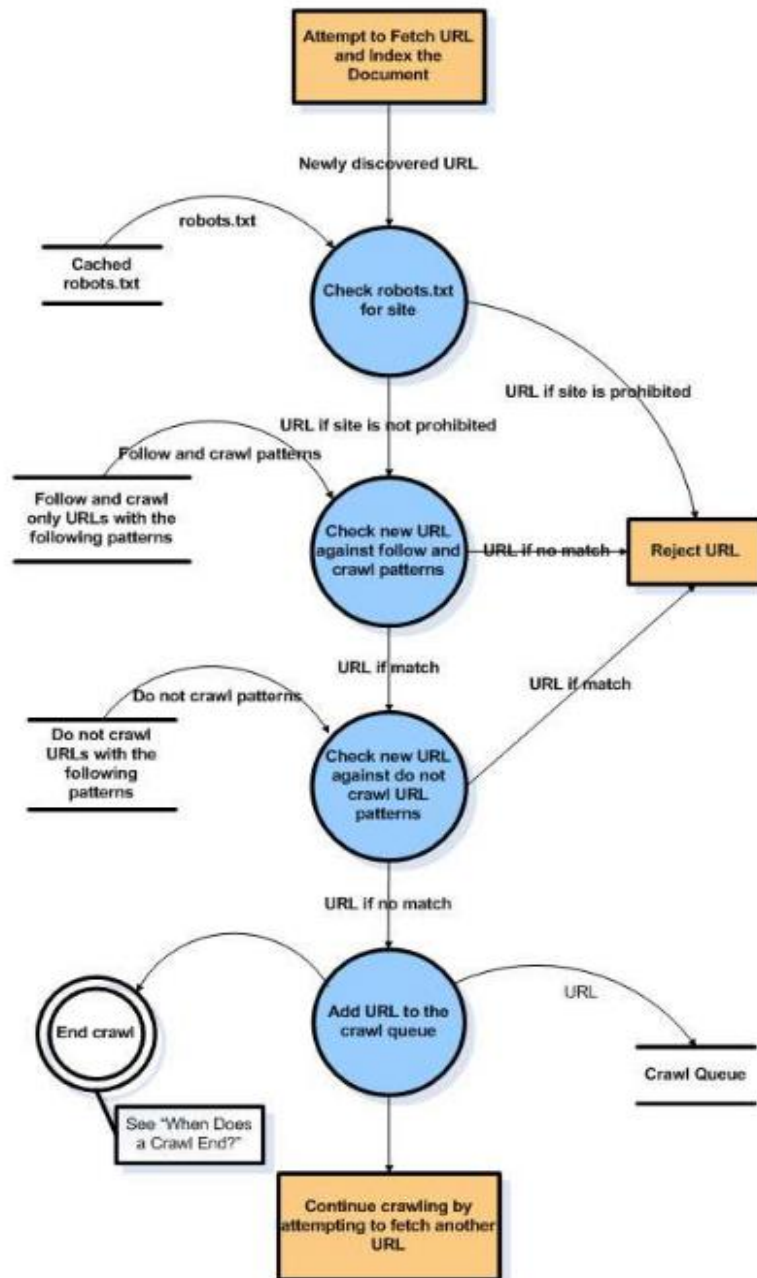 Attempt to Fetch URL
and Index the
Document
Newly discovered URL
robots.txt
Cached
robots.txt
Check robots.txt
for site
URL if site is prohibited
URL if site is not prohibited
Follow and crawl patterns
Follow and crawl
only URLs with the
following patterns
Check new URL
against follow and
crawl patterns
URL if no match
Reject URL
URL if match
URL if match
Do not crawl patterns
Do not crawl
URLs with the
following
patterns
Check new URL
against do not
crawl URL
patterns
URL if no match
URL
End crawl
Add URL to the
crawl queue
Crawl Queue
See “When Does
a Crawl End?”
Continue crawling by
attempting to fetch another
URL